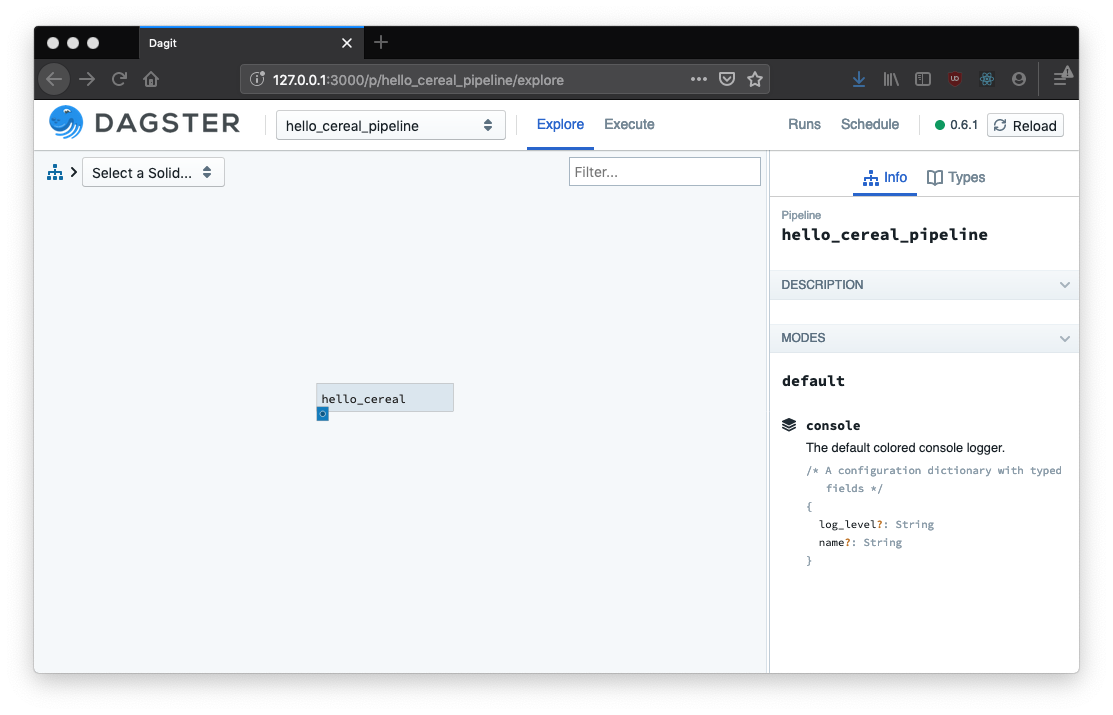 Dagit
127.0.0.1:3000/p/hello_cereal_pipeline/explore
DAGSTER
hello_cereal_pipeline
Explore
Execute
Runs
Schedule
0.6.1
Reload
Select a Solid...
Filter...
Info
Types
Pipeline
hello_cereal_pipeline
DESCRIPTION
MODES
default
console
The default colored console logger.
/* A configuration dictionary with typed
fields */
{
log_level?: String
name?: String
}
hello_cereal